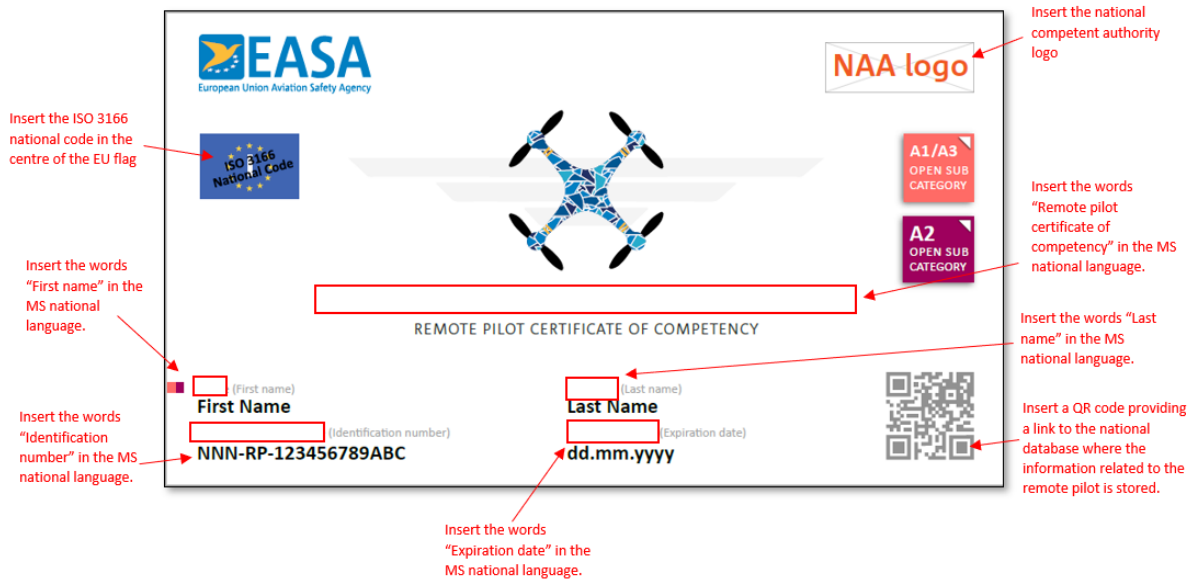 Insert the national
competent authority
logo
EASA
European Union Aviation Safety Agency
NAA logo
Insert the ISO 3166
national code in the
centre of the EU flag
ISO 3166
National Code
A1/A3
OPEN SUB
CATEGORY
A2
OPEN SUB
CATEGORY
Insert the words
“Remote pilot
certificate of
competency” in the MS
national language.
REMOTE PILOT CERTIFICATE OF COMPETENCY
Insert the words
“First name” in the
MS national
language.
Insert the words “Last
name” in the MS
national language.
(First name)
First Name
(Last name)
Last Name
Insert the words
“Identification
number” in the MS
national language.
(Identification number)
NNN-RP-123456789ABC
(Expiration date)
dd.mm.yyyy
Insert a QR code providing
a link to the national
database where the
information related to the
remote pilot is stored.
Insert the words
“Expiration date” in the
MS national language.